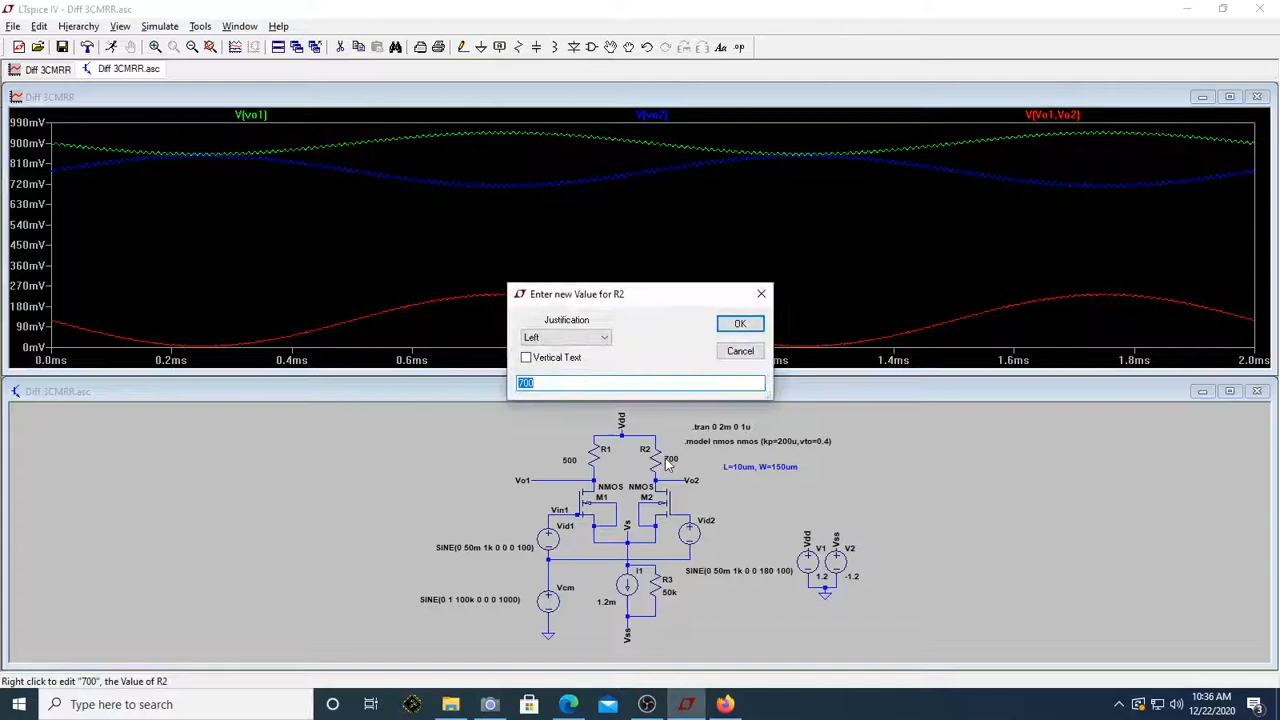 LTspice IV - Diff 3CMRR.asc
File Edit Hierarchy View Simulate Tools Window Help
Diff 3CMRR Diff 3CMRR.asc
Diff 3CMRR
V(vo1) V(vo2) V(Vo1,Vo2)
990mV
900mV
810mV
720mV
630mV
540mV
450mV
360mV
270mV
180mV
90mV
0mV
0.0ms 0.2ms 0.4ms 0.6ms 1.4ms 1.6ms 1.8ms 2.0ms
Enter new Value for R2
Justification
Left
OK
Vertical Text
Cancel
700
Diff 3CMRR.asc
Vdd
.tran 0 2m 0 1u
.model nmos nmos (kp=200u,vto=0.4)
R1 R2
500 700
L=10um, W=150um
Vo1 NMOS NMOS Vo2
M1 M2
Vin1
Vid1 Vs Vid2
SINE(0 50m 1k 0 0 0 100)
Vdd Vss
V1 V2
SINE(0 50m 1k 0 0 180 100)
1.2 -1.2
I1 R3
Vcm 50k
SINE(0 1 100k 0 0 0 1000) 1.2m
Vss
Right click to edit "700", the Value of R2
Type here to search
10:36 AM
12/22/2020
3